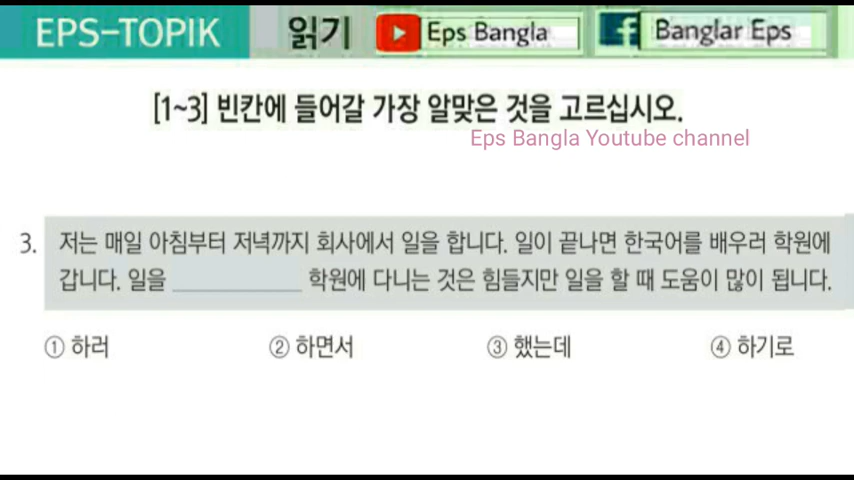 EPS-TOPIK 읽기 Eps Bangla Banglar Eps
[1~3] 빈칸에 들어갈 가장 알맞은 것을 고르십시오.
Eps Bangla Youtube channel
3. 저는 매일 아침부터 저녁까지 회사에서 일을 합니다. 일이 끝나면 한국어를 배우러 학원에
갑니다. 일을 __________ 학원에 다니는 것은 힘들지만 일을 할 때 도움이 많이 됩니다.
① 하러 ② 하면서 ③ 했는데 ④ 하기로